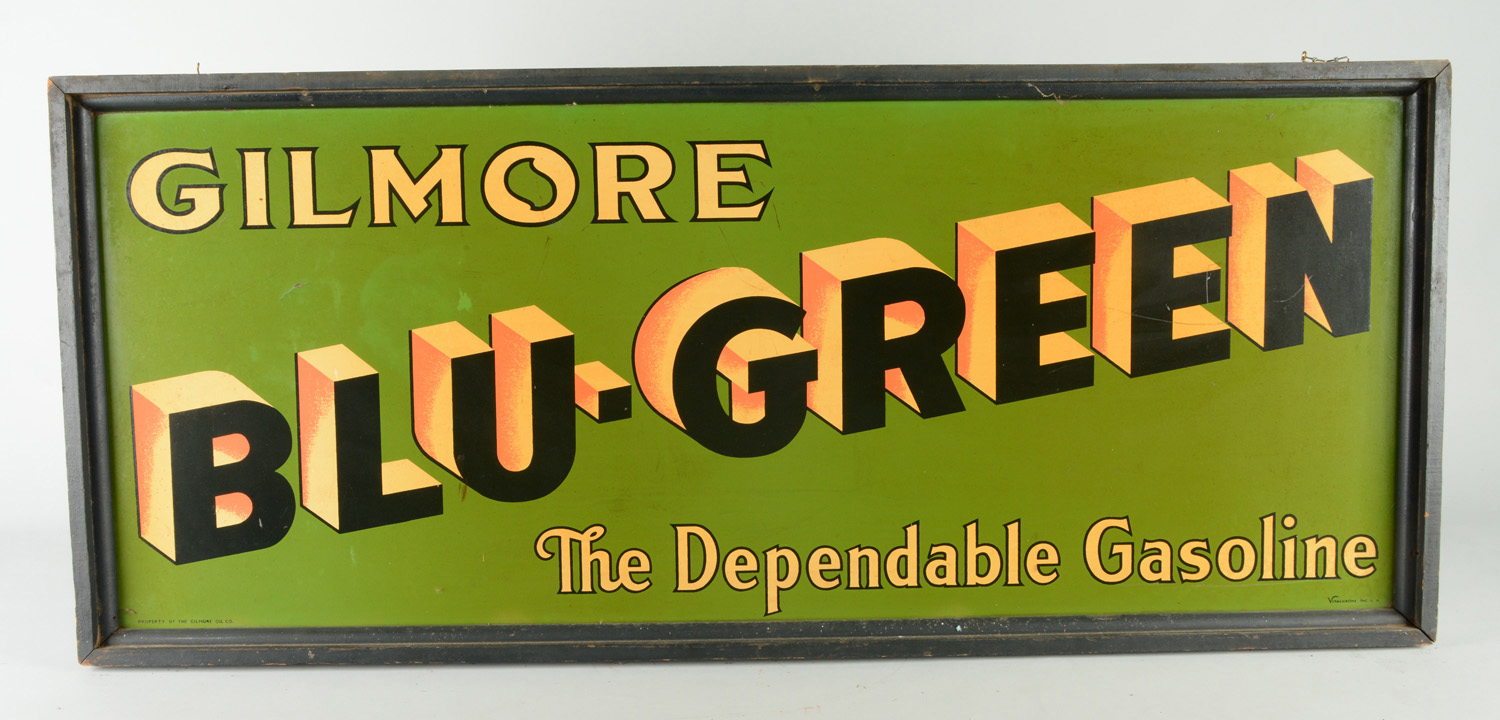 GILMORE
BLU-GREEN
The Dependable Gasoline
PROPERTY OF THE GILMORE OIL CO.